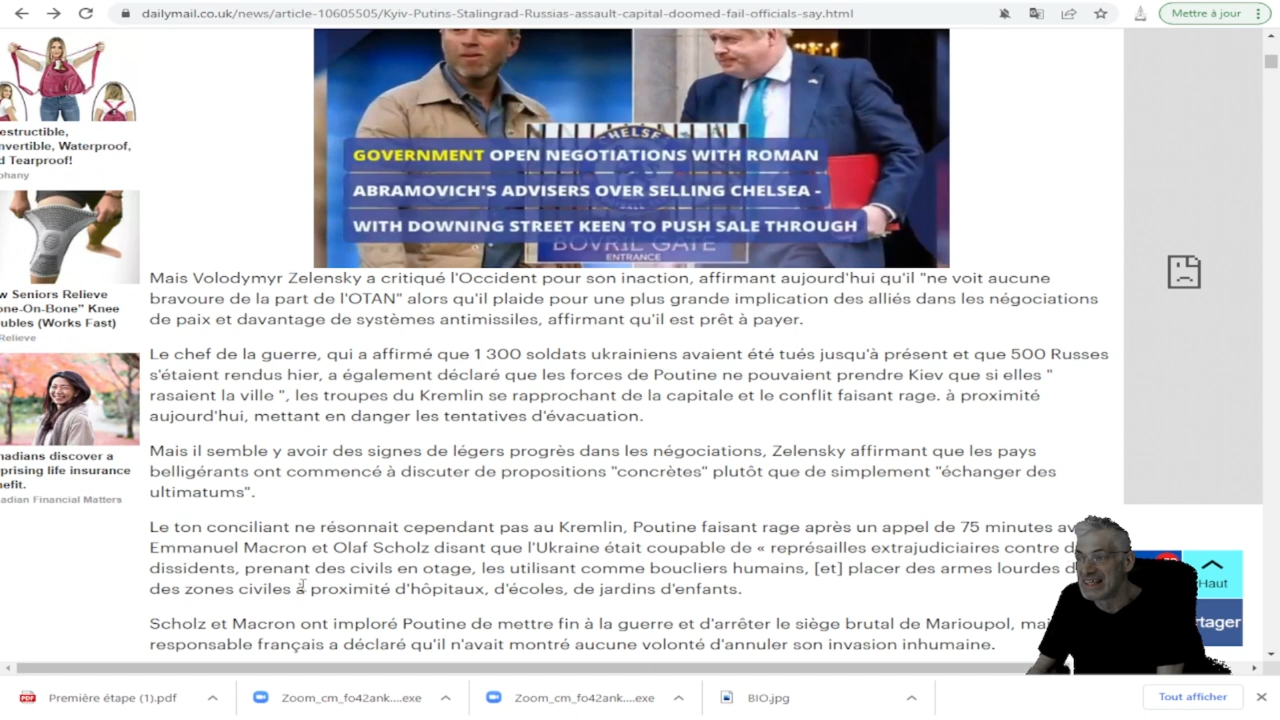 dailymail.co.uk/news/article-10605505/Kyiv-Putins-Stalingrad-Russias-assault-capital-doomed-fail-officials-say.html
Mettre à jour
GOVERNMENT OPEN NEGOTIATIONS WITH ROMAN
ABRAMOVICH'S ADVISERS OVER SELLING CHELSEA -
WITH DOWNING STREET KEEN TO PUSH SALE THROUGH
BOVRIL GATE
ENTRANCE
Tearproof!
Seniors Relieve
Knee
(Works Fast)
Relieve
discover a
life insurance
Financial Matters
Mais Volodymyr Zelensky a critiqué l'Occident pour son inaction, affirmant aujourd'hui qu'il "ne voit aucune
bravoure de la part de l'OTAN" alors qu'il plaide pour une plus grande implication des alliés dans les négociations
de paix et davantage de systèmes antimissiles, affirmant qu'il est prêt à payer.
Le chef de la guerre, qui a affirmé que 1 300 soldats ukrainiens avaient été tués jusqu'à présent et que 500 Russes
s'étaient rendus hier, a également déclaré que les forces de Poutine ne pouvaient prendre Kiev que si elles "
rasaient la ville ", les troupes du Kremlin se rapprochant de la capitale et le conflit faisant rage. à proximité
aujourd'hui, mettant en danger les tentatives d'évacuation.
Mais il semble y avoir des signes de légers progrès dans les négociations, Zelensky affirmant que les pays
belligérants ont commencé à discuter de propositions "concrètes" plutôt que de simplement "échanger des
ultimatums".
Le ton conciliant ne résonnait cependant pas au Kremlin, Poutine faisant rage après un appel de 75 minutes
Emmanuel Macron et Olaf Scholz disant que l'Ukraine était coupable de « représailles extrajudiciaires contre
dissidents, prenant des civils en otage, les utilisant comme boucliers humains, [et] placer des armes lourdes
des zones civiles à proximité d'hôpitaux, d'écoles, de jardins d'enfants.
Scholz et Macron ont imploré Poutine de mettre fin à la guerre et d'arrêter le siège brutal de Marioupol,
responsable français a déclaré qu'il n'avait montré aucune volonté d'annuler son invasion inhumaine.
Haut
Première étape (1).pdf
Zoom_cm_fo42ank....exe
Zoom_cm_fo42ank....exe
BIO.jpg
Tout afficher